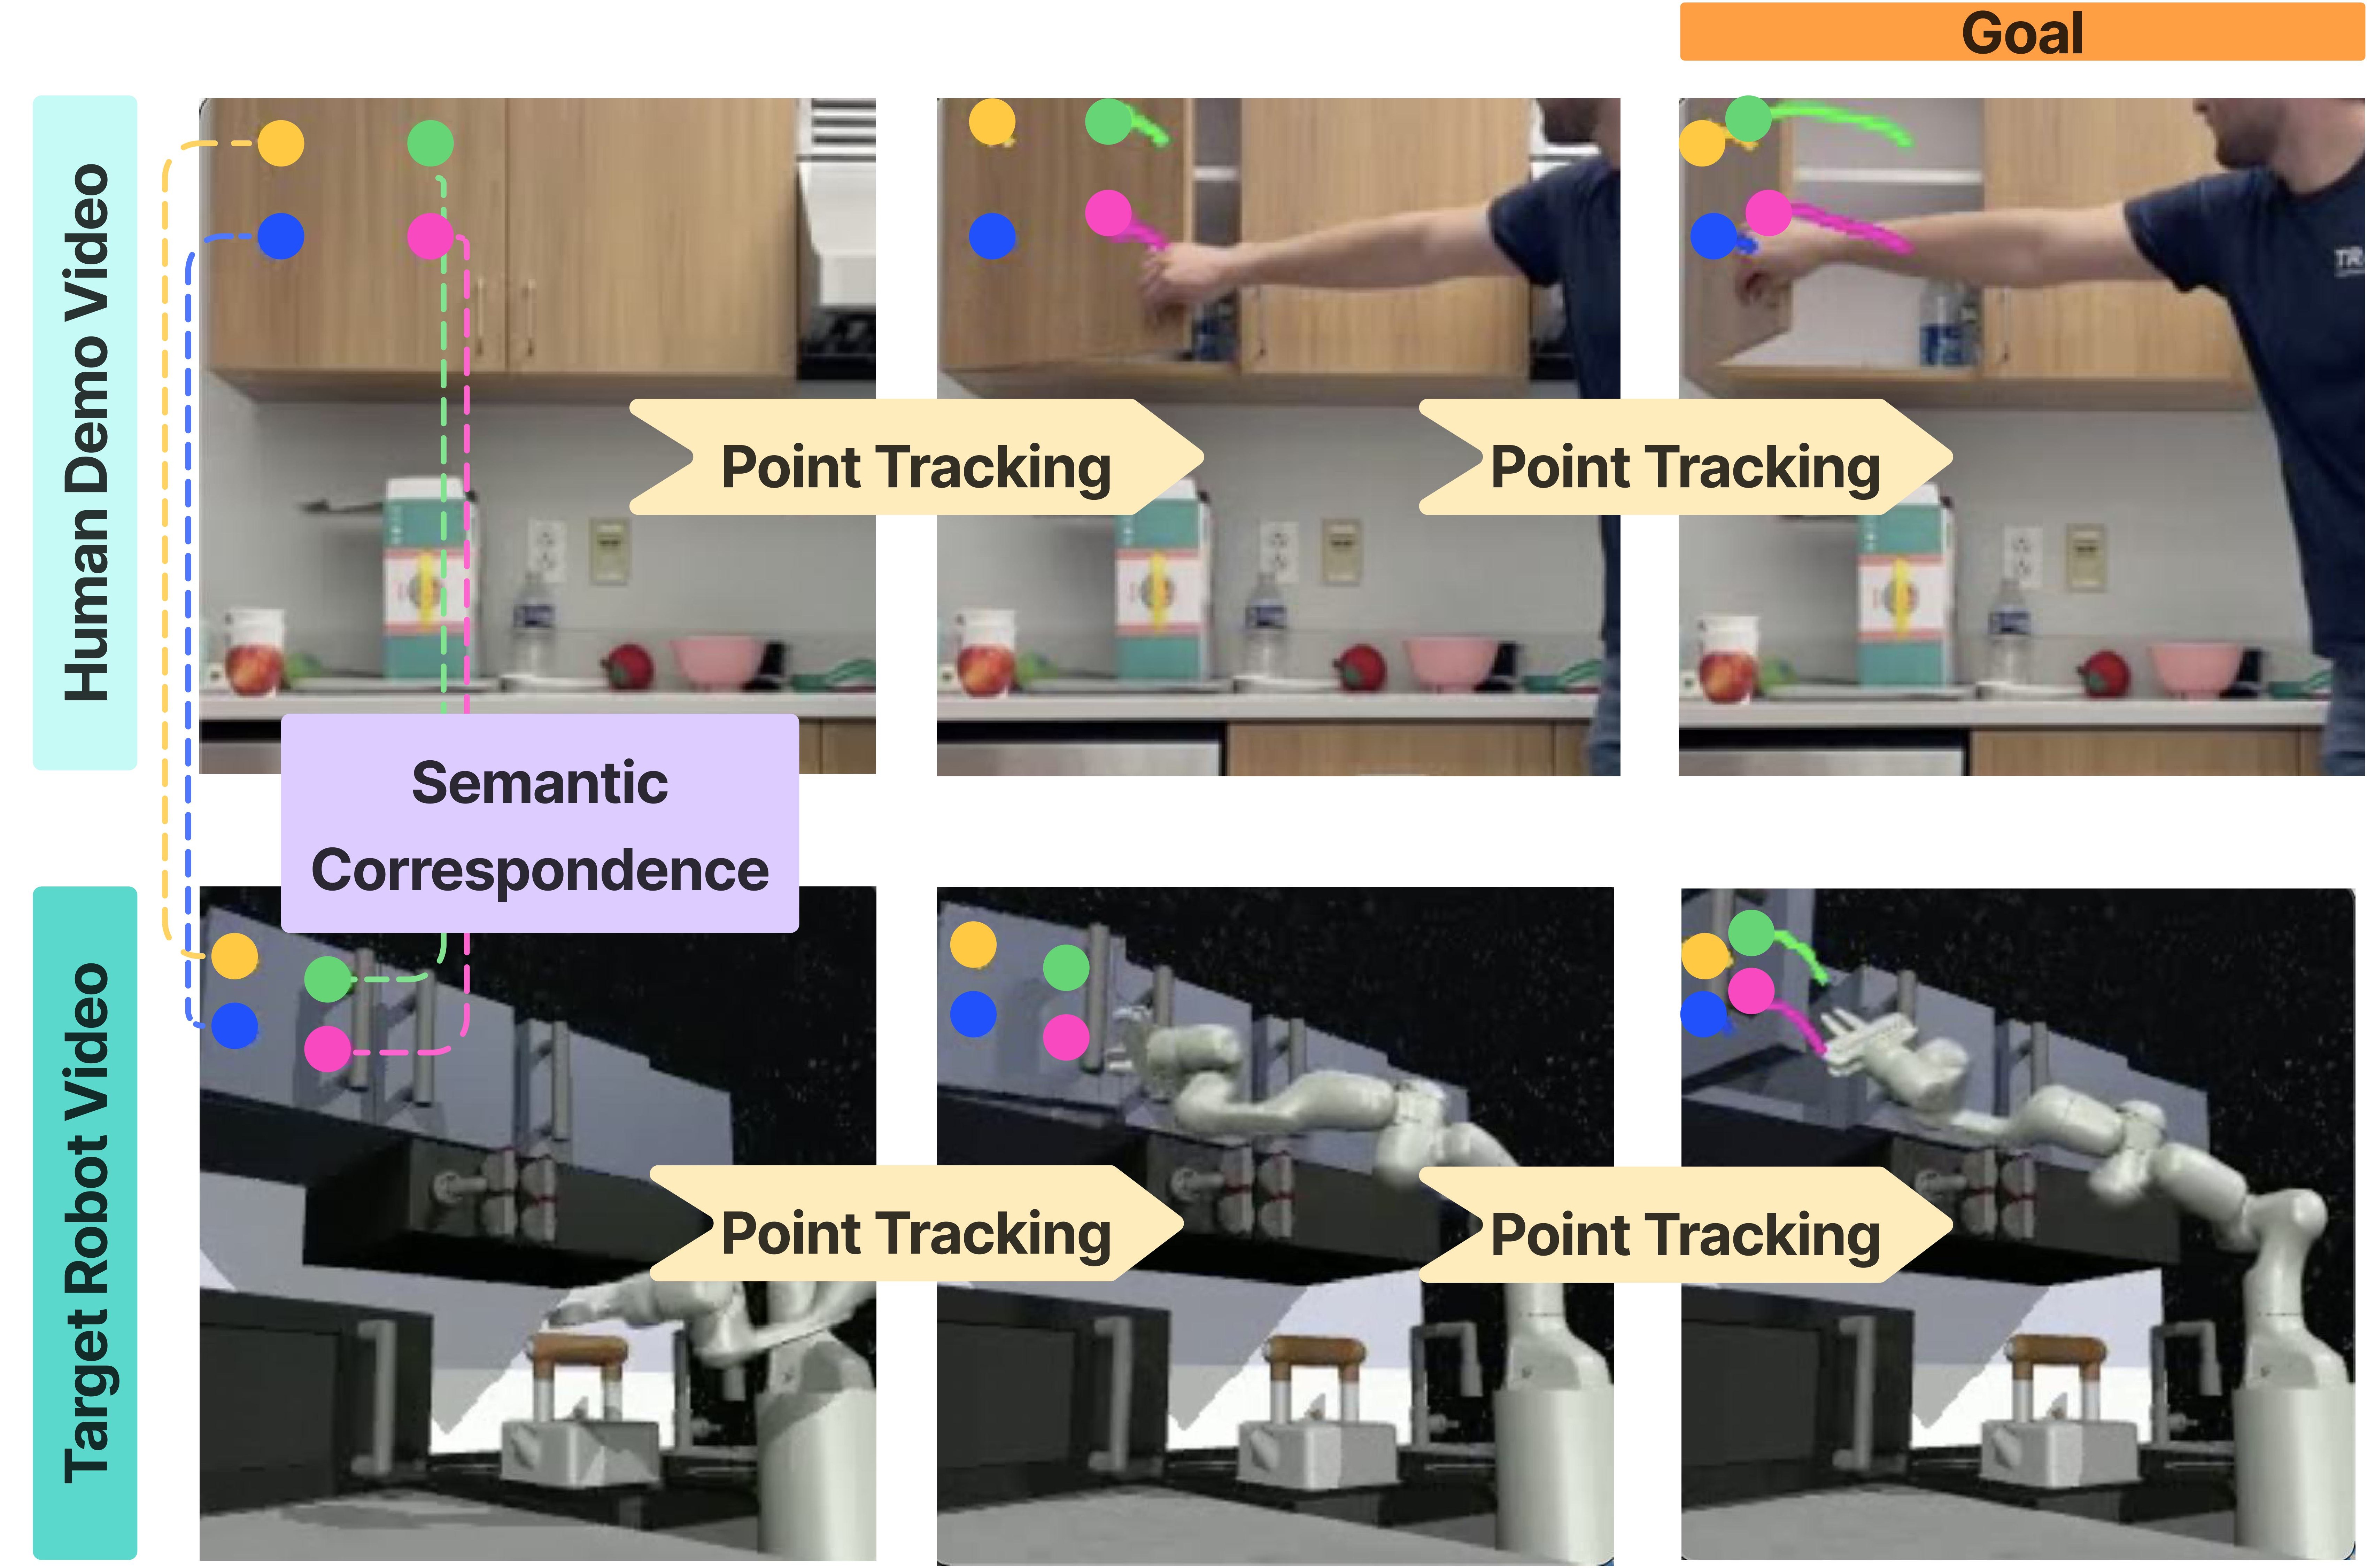 Goal
Human Demo Video
Point Tracking
Point Tracking
Semantic
Correspondence
Target Robot Video
Point Tracking
Point Tracking